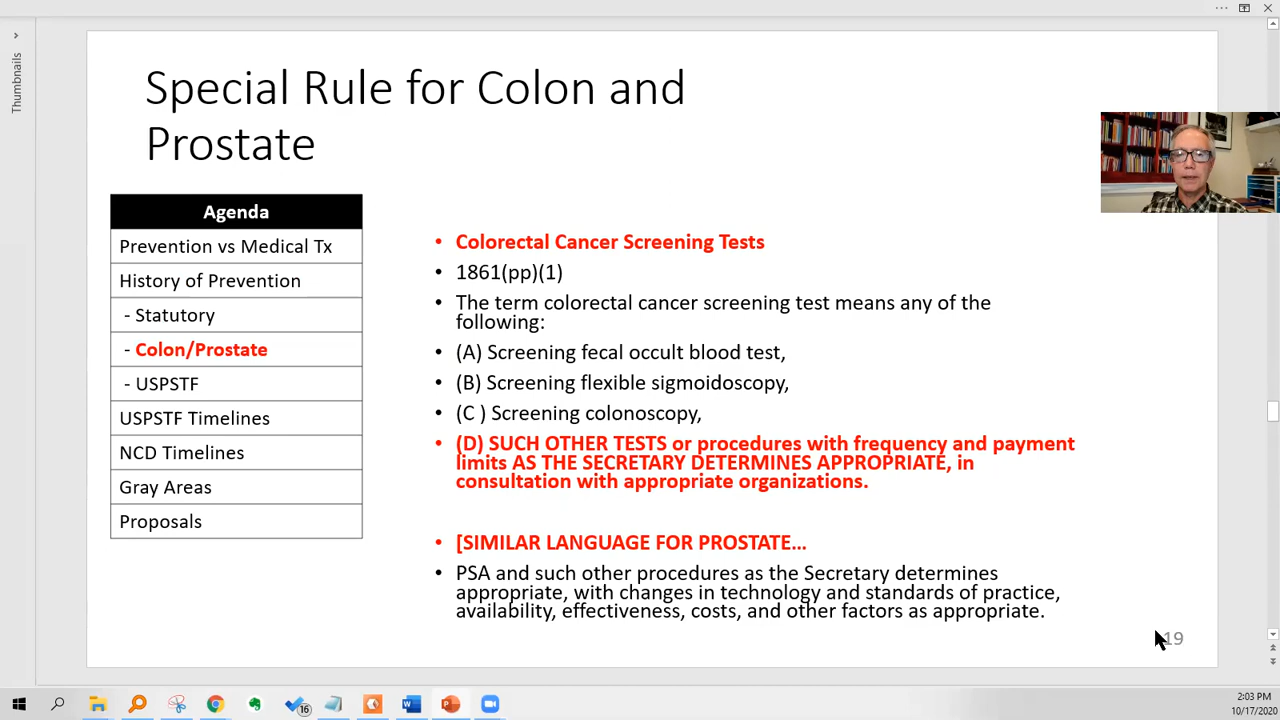 Thumbnails
Special Rule for Colon and
Prostate
Agenda
Prevention vs Medical Tx
History of Prevention
- Statutory
- Colon/Prostate
- USPSTF
USPSTF Timelines
NCD Timelines
Gray Areas
Proposals
• Colorectal Cancer Screening Tests
• 1861(pp)(1)
• The term colorectal cancer screening test means any of the
following:
• (A) Screening fecal occult blood test,
• (B) Screening flexible sigmoidoscopy,
• (C ) Screening colonoscopy,
• (D) SUCH OTHER TESTS or procedures with frequency and payment
limits AS THE SECRETARY DETERMINES APPROPRIATE, in
consultation with appropriate organizations.
• [SIMILAR LANGUAGE FOR PROSTATE...
• PSA and such other procedures as the Secretary determines
appropriate, with changes in technology and standards of practice,
availability, effectiveness, costs, and other factors as appropriate.
19
16
2:03 PM
10/17/2020